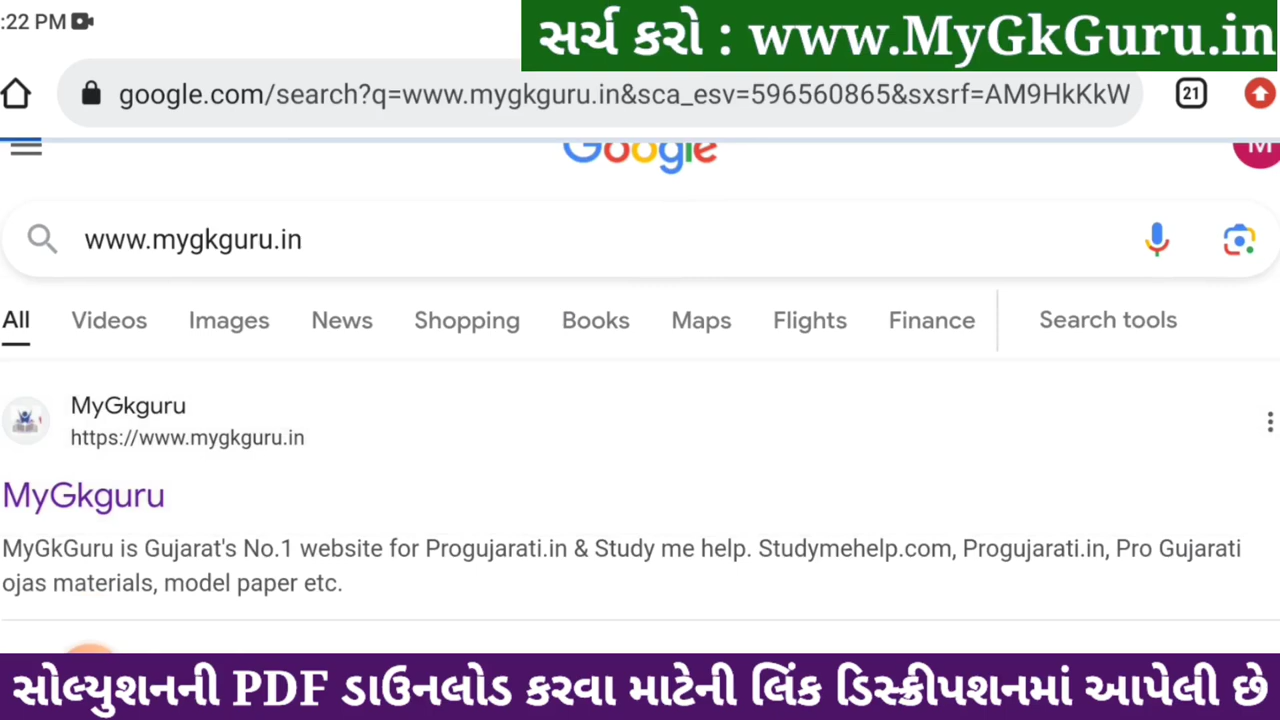 :22 PM
સર્ચ કરો : www.MyGkGuru.in
google.com/search?q=www.mygkguru.in&sca_esv=596560865&sxsrf=AM9HkKkW
21
Google
M
www.mygkguru.in
All Videos Images News Shopping Books Maps Flights Finance Search tools
MyGkguru
https://www.mygkguru.in
MyGkguru
MyGkGuru is Gujarat's No.1 website for Progujarati.in & Study me help. Studymehelp.com, Progujarati.in, Pro Gujarati
ojas materials, model paper etc.
સોલ્યુશનની PDF ડાઉનલોડ કરવા માટેની લિંક ડિસ્ક્રીપશનમાં આપેલી છે